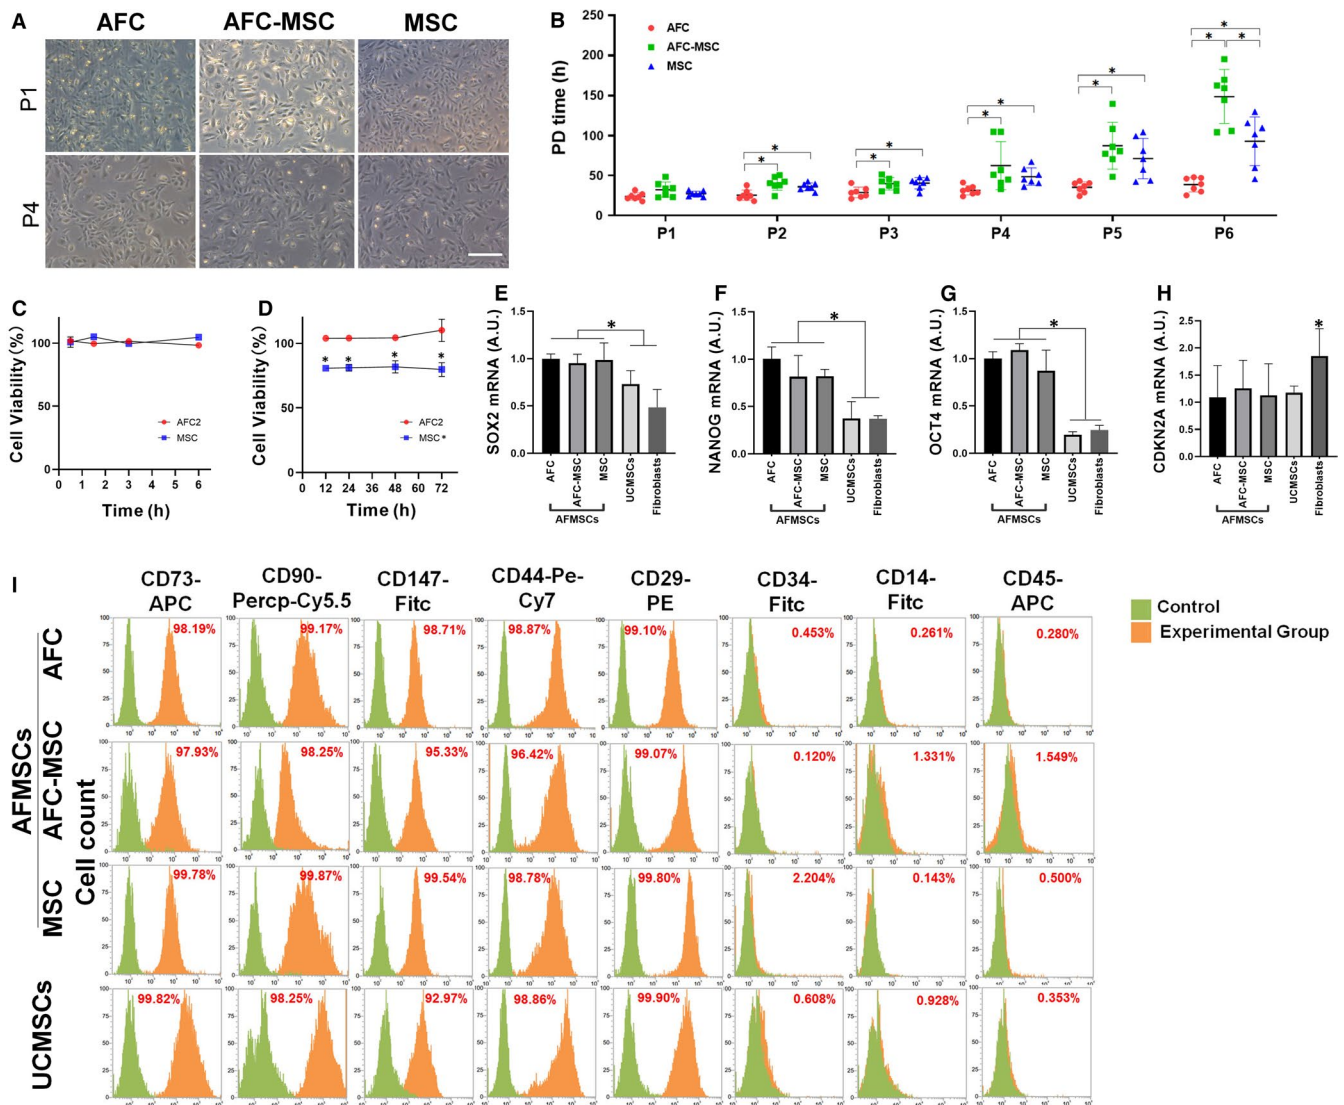 A
AFC
AFC-MSC
MSC
P1
P4
B
PD time (h)
250
200
150
100
50
0
AFC
AFC-MSC
MSC
* * * * * * * * * * *
P1 P2 P3 P4 P5 P6
C
Cell Viability (%)
100
50
0
AFC2
MSC
0 1 2 3 4 5 6
Time (h)
D
Cell Viability (%)
100
50
0
* * * *
AFC2
MSC *
0 12 24 36 48 60 72
Time (h)
E
SOX2 mRNA (A.U.)
1.5
1.0
0.5
0.0
*
AFC
AFC-MSC
MSC
UCMSCs
Fibroblasts
AFMSCs
F
NANOG mRNA (A.U.)
1.5
1.0
0.5
0.0
*
AFC
AFC-MSC
MSC
UCMSCs
Fibroblasts
AFMSCs
G
OCT4 mRNA (A.U.)
1.5
1.0
0.5
0.0
*
AFC
AFC-MSC
MSC
UCMSCs
Fibroblasts
AFMSCs
H
CDKN2A mRNA (A.U.)
2.5
2.0
1.5
1.0
0.5
0.0
*
AFC
AFC-MSC
MSC
UCMSCs
Fibroblasts
AFMSCs
I
CD73-
APC
CD90-
Percp-Cy5.5
CD147-
Fitc
CD44-Pe-
Cy7
CD29-
PE
CD34-
Fitc
CD14-
Fitc
CD45-
APC
Control
Experimental Group
AFMSCs
Cell count
AFC
98.19% 99.17% 98.71% 98.87% 99.10% 0.453% 0.261% 0.280%
AFC-MSC
97.93% 98.25% 95.33% 96.42% 99.07% 0.120% 1.331% 1.549%
MSC
99.78% 99.87% 99.54% 98.78% 99.80% 2.204% 0.143% 0.500%
UCMSCs
99.82% 98.25% 92.97% 98.86% 99.90% 0.608% 0.928% 0.353%